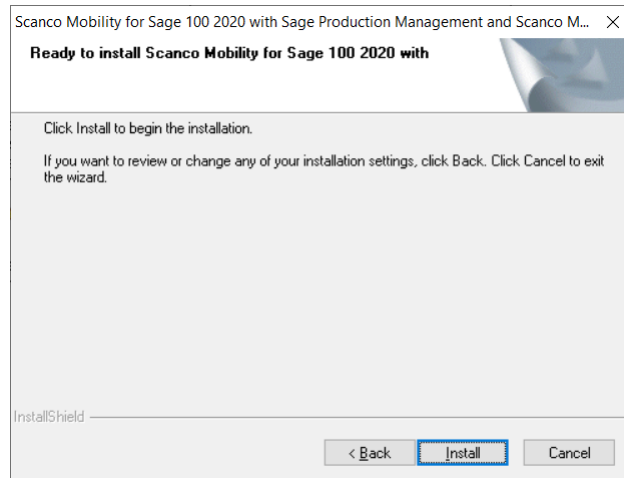 Scanco Mobility for Sage 100 2020 with Sage Production Management and Scanco M...
Ready to install Scanco Mobility for Sage 100 2020 with
Click Install to begin the installation.
If you want to review or change any of your installation settings, click Back. Click Cancel to exit
the wizard.
InstallShield
< Back Install Cancel